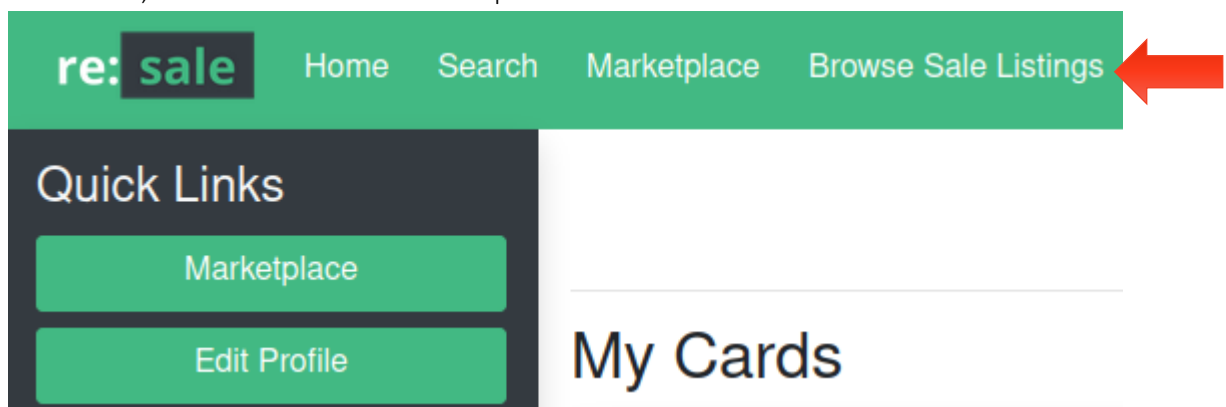 re: sale Home Search Marketplace Browse Sale Listings
Quick Links
Marketplace
Edit Profile
My Cards